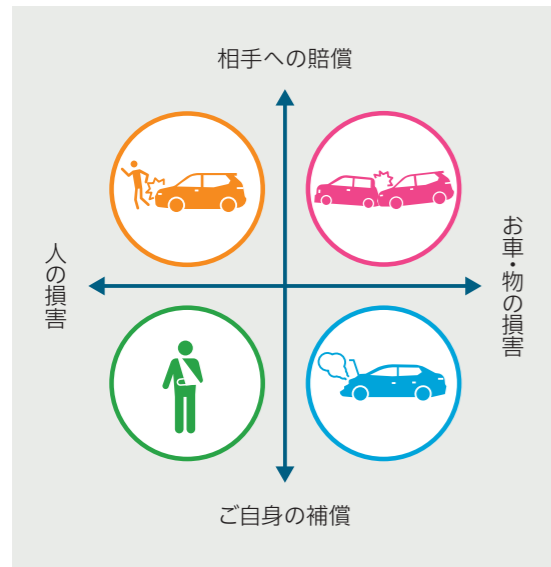 相手への賠償
人の損害
お車・物の損害
ご自身の補償